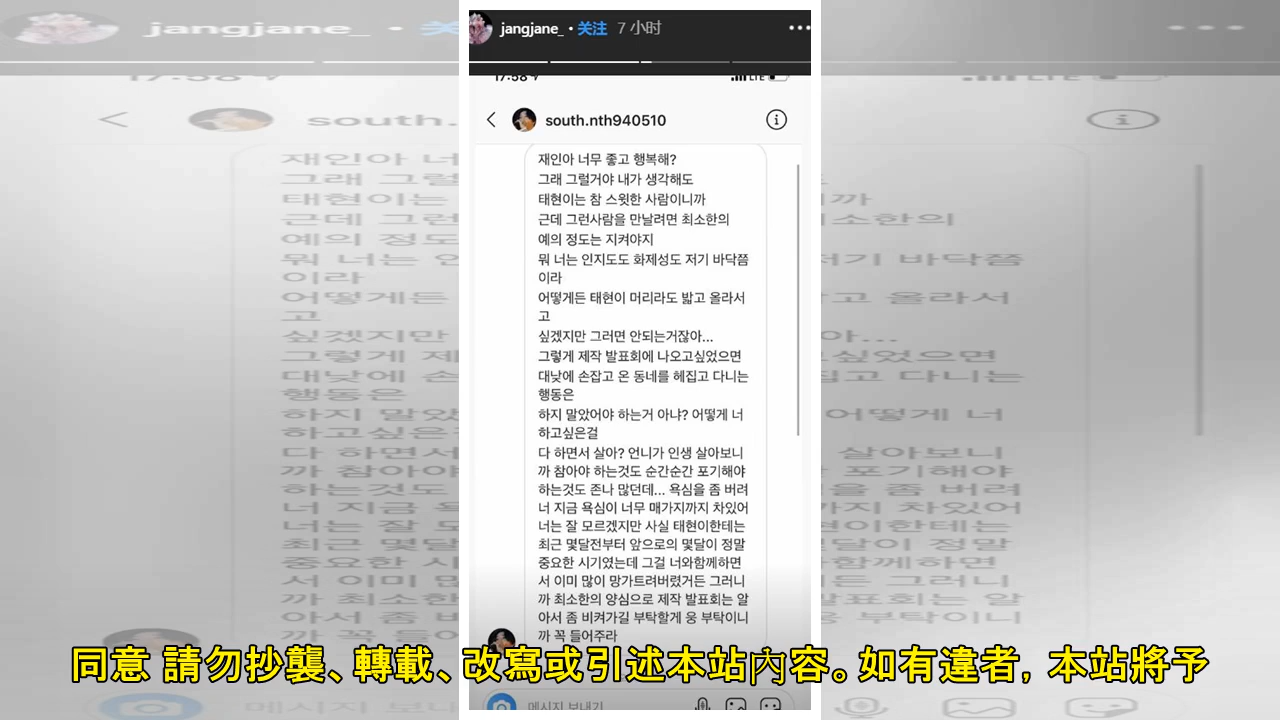 jangjane_ • 关注 7 小时
17:58
LTE
south.nth940510
재인아 너무 좋고 행복해?
그래 그럴거야 내가 생각해도
태현이는 참 스윗한 사람이니까
근데 그런사람을 만날려면 최소한의
예의 정도는 지켜야지
뭐 너는 인지도도 화제성도 저기 바닥쯤
이라
어떻게든 태현이 머리라도 밟고 올라서
고
싶겠지만 그러면 안되는거잖아...
그렇게 제작 발표회에 나오고싶었으면
대낮에 손잡고 온 동네를 헤집고 다니는
행동은
하지 말았어야 하는거 아냐? 어떻게 너
하고싶은걸
다 하면서 살아? 언니가 인생 살아보니
까 참아야 하는것도 순간순간 포기해야
하는것도 존나 많던데... 욕심을 좀 버려
너 지금 욕심이 너무 매가지까지 차있어
너는 잘 모르겠지만 사실 태현이한테는
최근 몇달전부터 앞으로의 몇달이 정말
중요한 시기였는데 그걸 너와함께하면
서 이미 많이 망가트려버렸거든 그러니
까 최소한의 양심으로 제작 발표회는 알
아서 좀 비켜가길 부탁할게 웅 부탁이니
까 꼭 들어주라
同意 請勿抄襲、轉載、改寫或引述本站內容。如有違者，本站將予
메시지 보내기